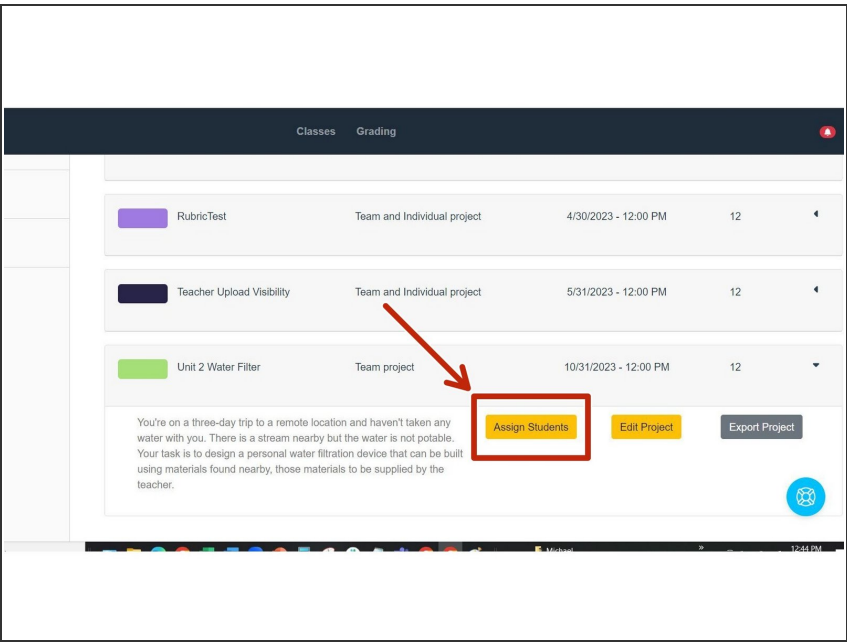 Classes Grading
RubricTest Team and Individual project 4/30/2023 - 12:00 PM 12
Teacher Upload Visibility Team and Individual project 5/31/2023 - 12:00 PM 12
Unit 2 Water Filter Team project 10/31/2023 - 12:00 PM 12
You're on a three-day trip to a remote location and haven't taken any
water with you. There is a stream nearby but the water is not potable.
Your task is to design a personal water filtration device that can be built
using materials found nearby, those materials to be supplied by the
teacher.
Assign Students Edit Project Export Project
Michael 12:44 PM